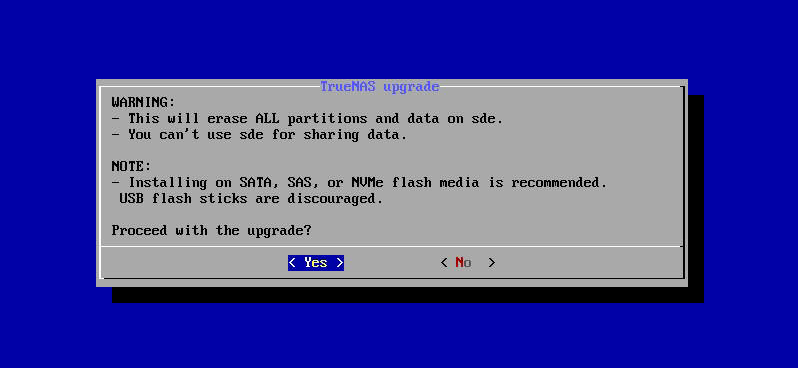 TrueNAS upgrade
WARNING:
- This will erase ALL partitions and data on sde.
- You can't use sde for sharing data.
NOTE:
- Installing on SATA, SAS, or NVMe flash media is recommended.
USB flash sticks are discouraged.
Proceed with the upgrade?
< Yes > < No >